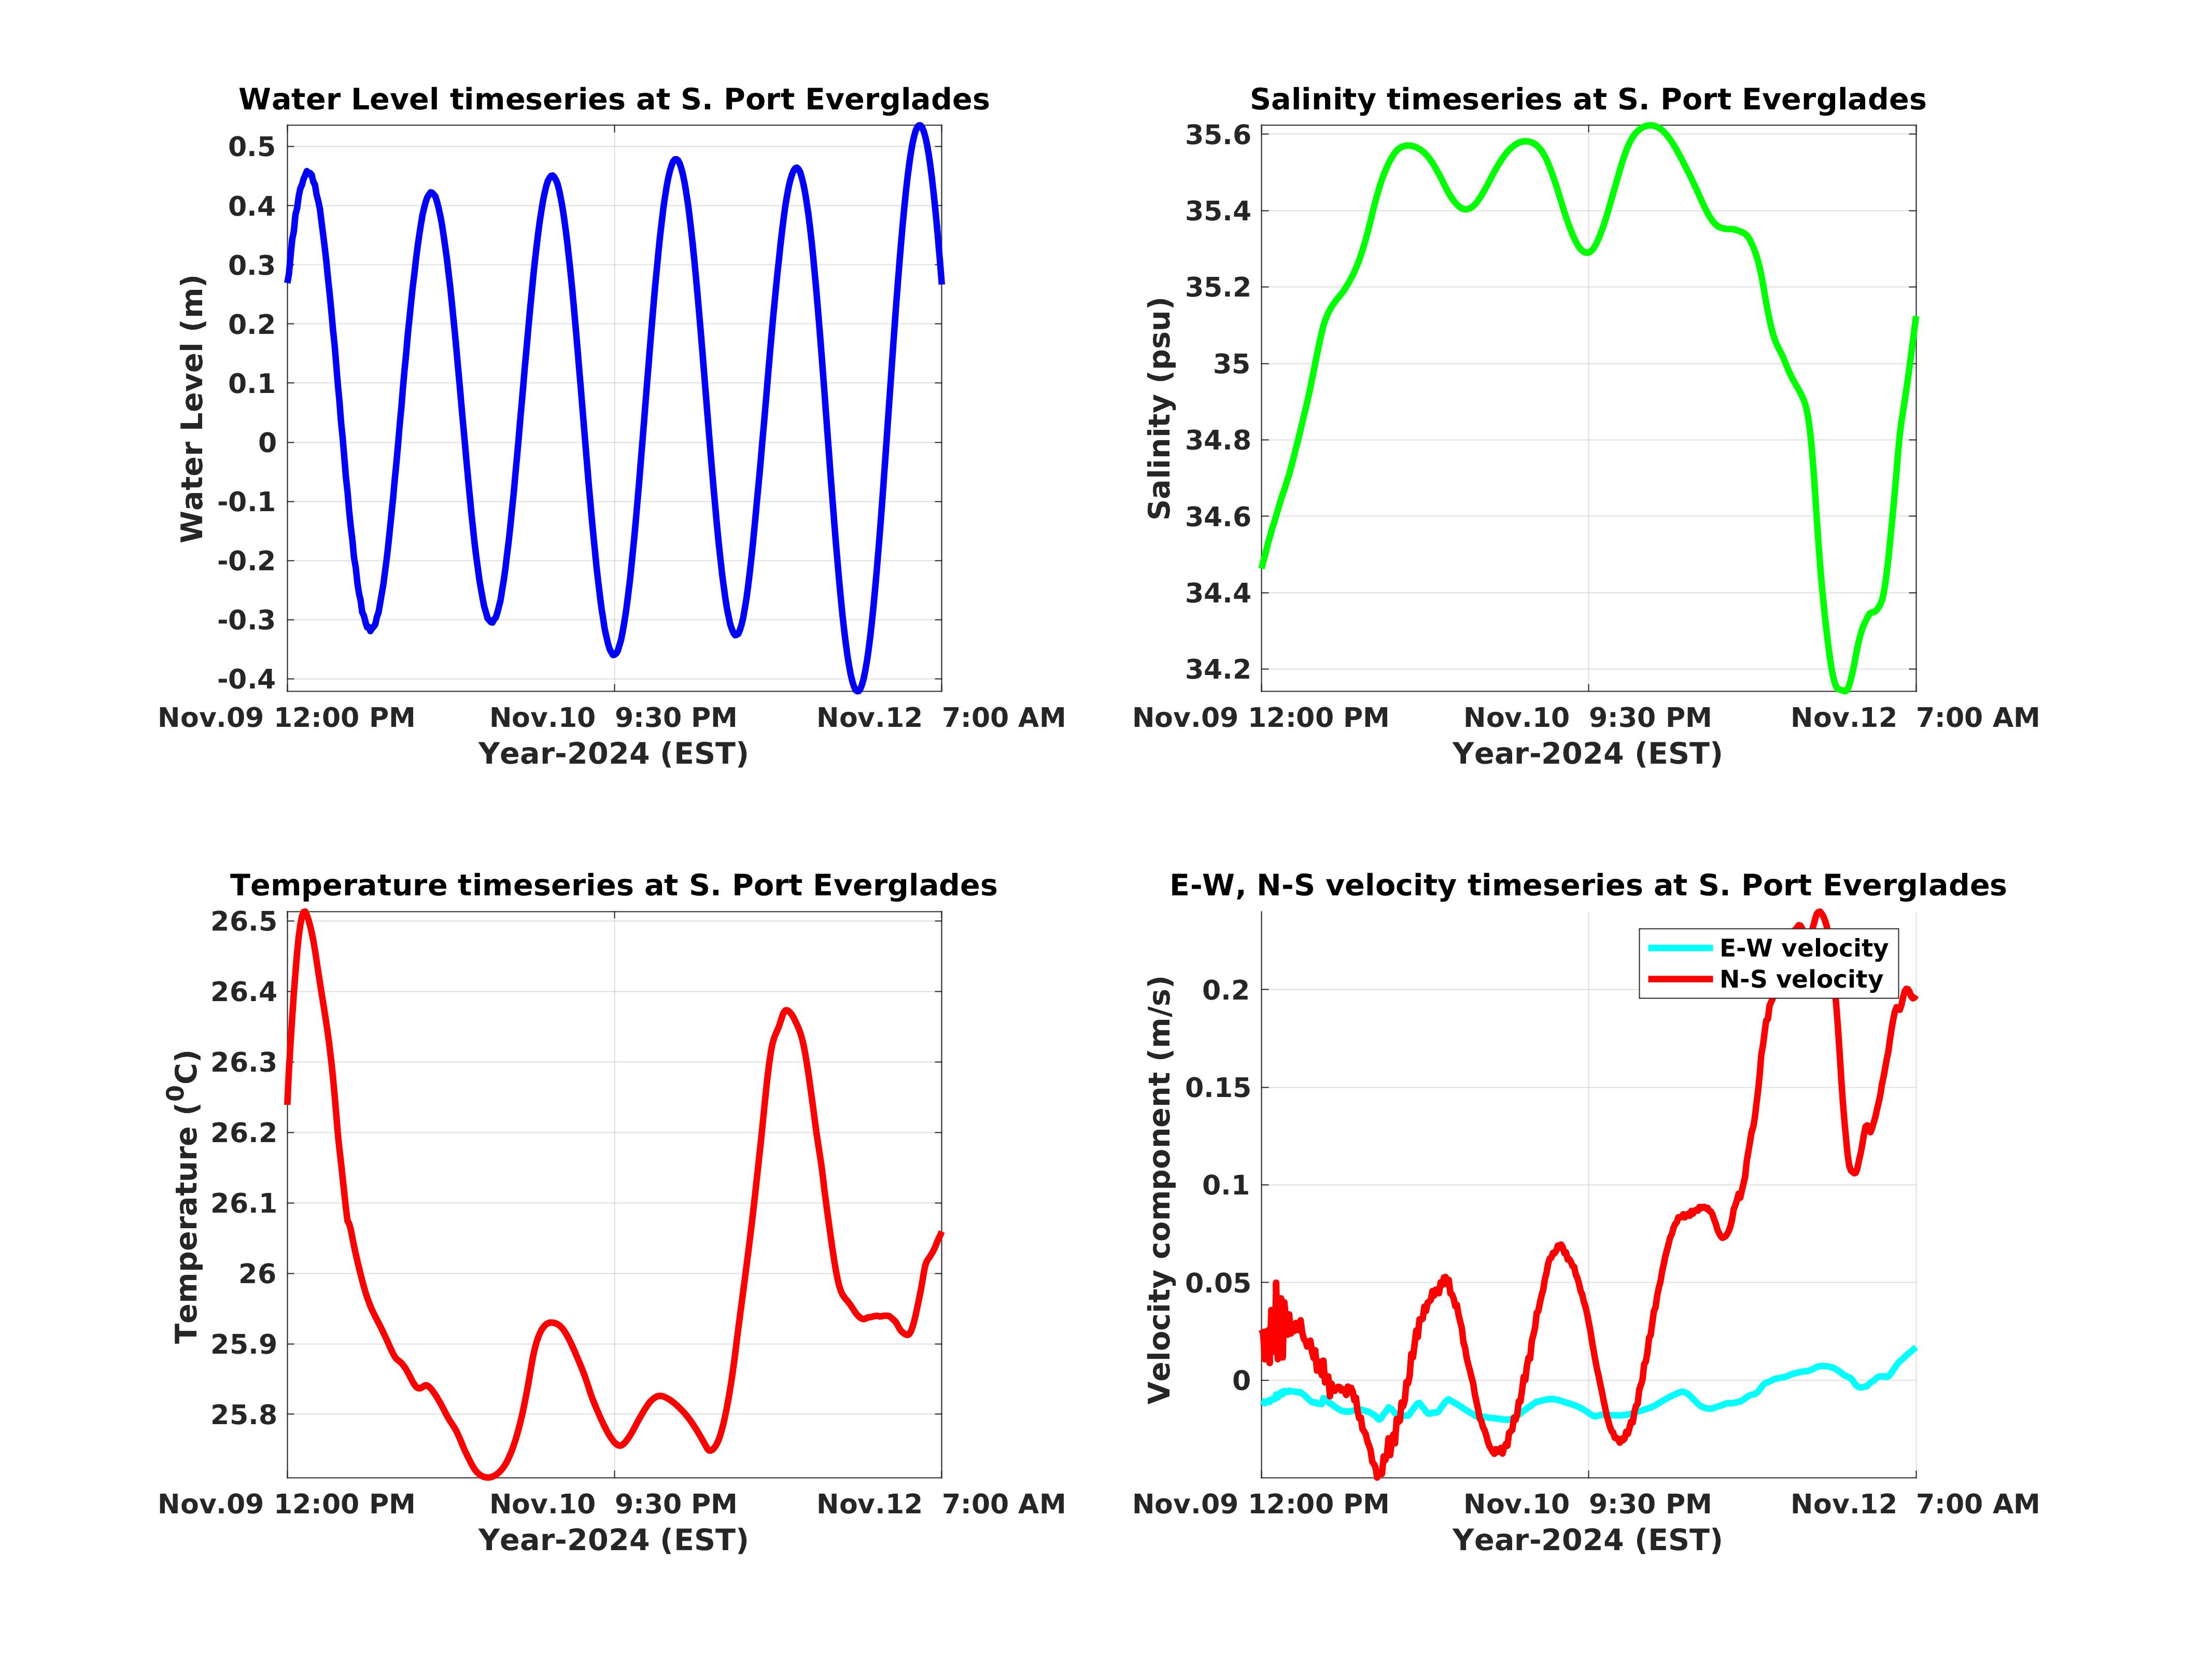 Water Level timeseries at S. Port Everglades
0.5
0.4
0.3
0.2
0.1
0
-0.1
-0.2
-0.3
-0.4
Water Level (m)
Nov.09 12:00 PM Nov.10 9:30 PM Nov.12 7:00 AM
Year-2024 (EST)
Salinity timeseries at S. Port Everglades
35.6
35.4
35.2
35
34.8
34.6
34.4
34.2
Salinity (psu)
Nov.09 12:00 PM Nov.10 9:30 PM Nov.12 7:00 AM
Year-2024 (EST)
Temperature timeseries at S. Port Everglades
26.5
26.4
26.3
26.2
26.1
26
25.9
25.8
Temperature (⁰C)
Nov.09 12:00 PM Nov.10 9:30 PM Nov.12 7:00 AM
Year-2024 (EST)
E-W, N-S velocity timeseries at S. Port Everglades
E-W velocity
N-S velocity
0.2
0.15
0.1
0.05
0
Velocity component (m/s)
Nov.09 12:00 PM Nov.10 9:30 PM Nov.12 7:00 AM
Year-2024 (EST)